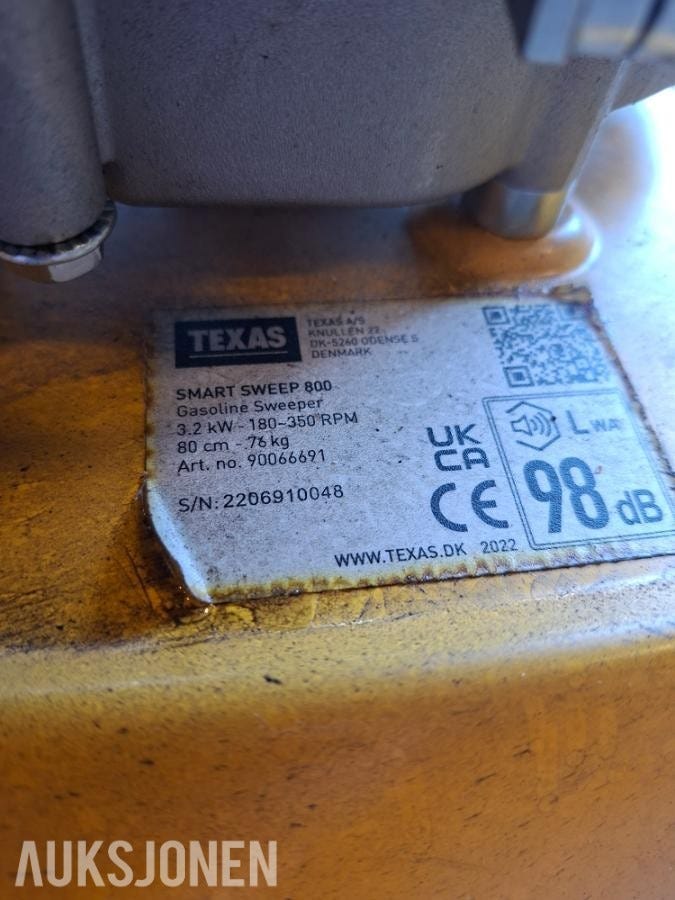 TEXAS
TEXAS A/S
KNULLEN 22
DK-5260 ODENSE S
DENMARK
SMART SWEEP 800
Gasoline Sweeper
3.2 kW - 180-350 RPM
80 cm - 76 kg
Art. no. 90066691
S/N: 2206910048
UK
CA
CE
LWA
98 dB
WWW.TEXAS.DK 2022
AUKSJONEN